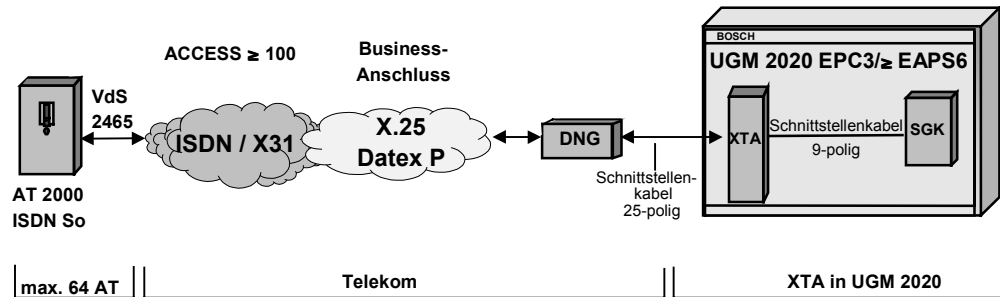 BOSCH
UGM 2020 EPC3/≥ EAPS6
ACCESS ≥ 100
Business-
Anschluss
VdS
2465
ISDN / X31
X.25
Datex P
DNG
XTA
Schnittstellenkabel
9-polig
SGK
Schnittstellen-
kabel
25-polig
AT 2000
ISDN So
max. 64 AT
Telekom
XTA in UGM 2020